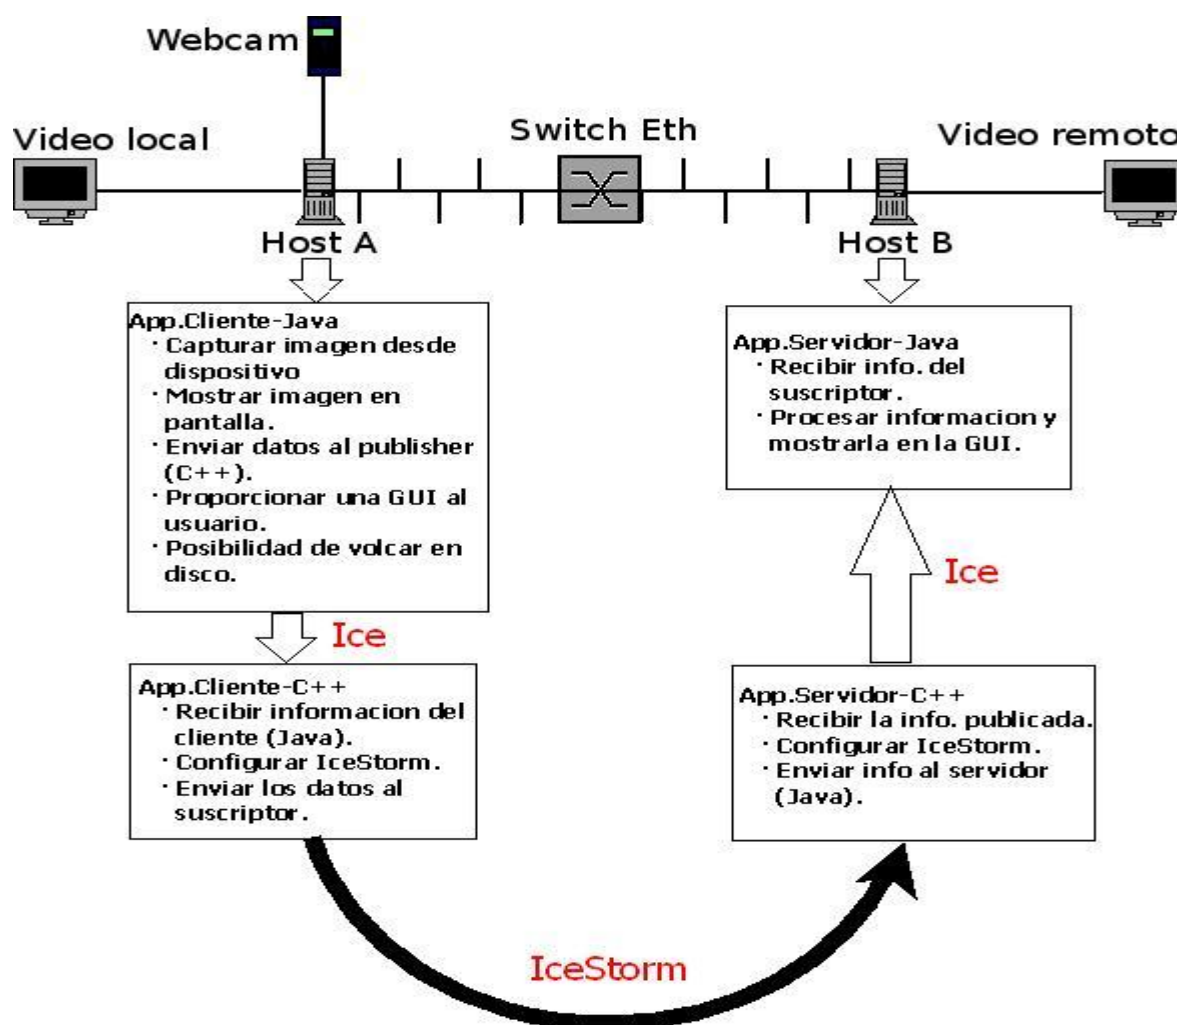 Webcam
Video local
Switch Eth
Video remoto
Host A
Host B
App.Cliente-Java
· Capturar imagen desde
dispositivo
· Mostrar imagen en
pantalla.
· Enviar datos al publisher
(C++).
· Proporcionar una GUI al
usuario.
· Posibilidad de volcar en
disco.
App.Servidor-Java
· Recibir info. del
suscriptor.
· Procesar informacion y
mostrarla en la GUI.
Ice
Ice
App.Cliente-C++
· Recibir informacion del
cliente (Java).
· Configurar IceStorm.
· Enviar los datos al
suscriptor.
App.Servidor-C++
· Recibir la info. publicada.
· Configurar IceStorm.
· Enviar info al servidor
(Java).
IceStorm